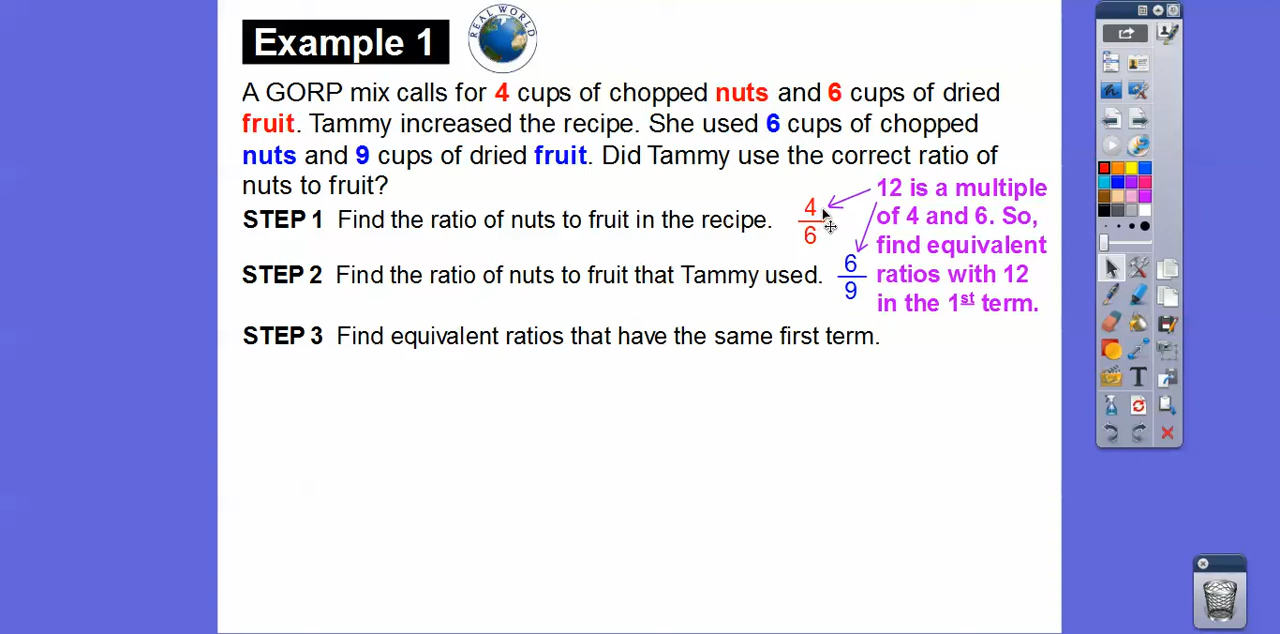 Example 1
REAL WORLD
A GORP mix calls for 4 cups of chopped nuts and 6 cups of dried
fruit. Tammy increased the recipe. She used 6 cups of chopped
nuts and 9 cups of dried fruit. Did Tammy use the correct ratio of
nuts to fruit?
STEP 1 Find the ratio of nuts to fruit in the recipe.
4
6
STEP 2 Find the ratio of nuts to fruit that Tammy used.
6
9
12 is a multiple
of 4 and 6. So,
find equivalent
ratios with 12
in the 1st term.
STEP 3 Find equivalent ratios that have the same first term.
T